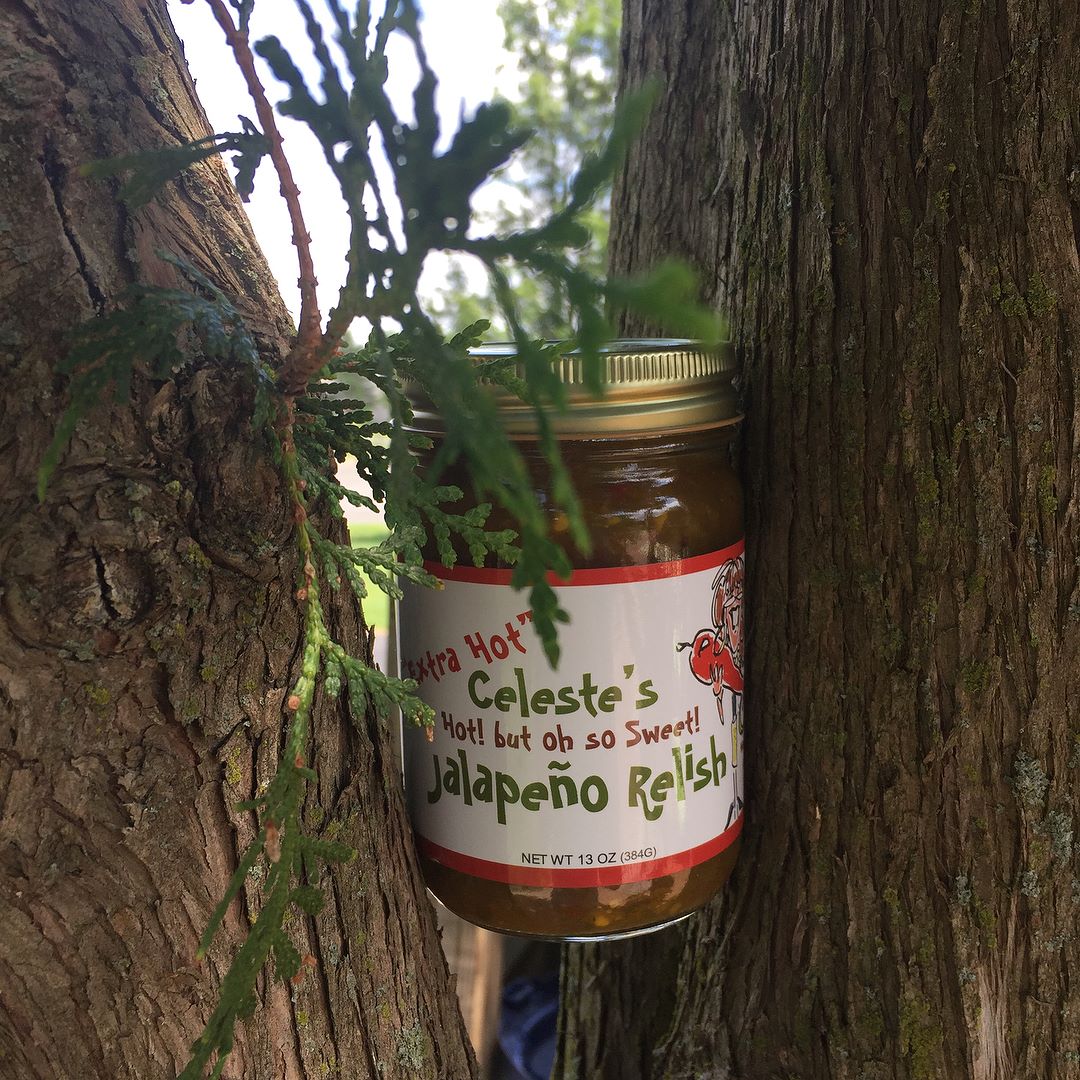 "Extra Hot"
Celeste's
Hot! but oh so Sweet!
Jalapeño Relish
NET WT 13 OZ (384G)